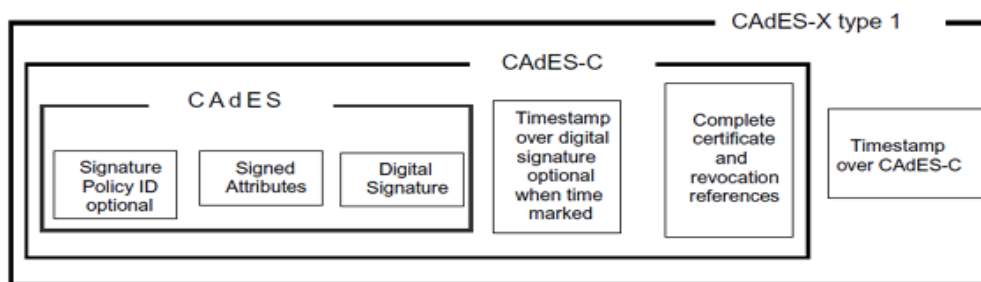 CAdES-X type 1
CAdES-C
CAdES
Signature
Policy ID
optional
Signed
Attributes
Digital
Signature
Timestamp
over digital
signature
optional
when time
marked
Complete
certificate
and
revocation
references
Timestamp
over CAdES-C